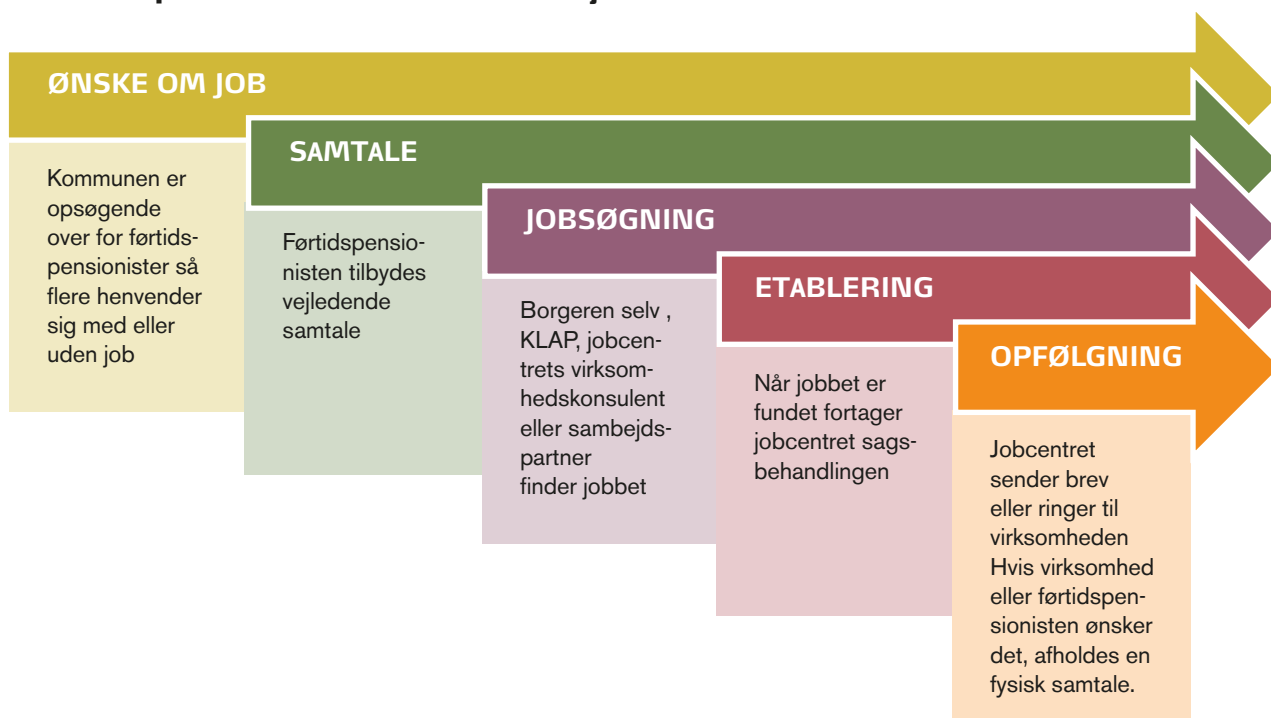 ØNSKE OM JOB
Kommunen er
opsøgende
over for førtids-
pensionister så
flere henvender
sig med eller
uden job
SAMTALE
Førtidspensio-
nisten tilbydes
vejledende
samtale
JOBSØGNING
Borgeren selv ,
KLAP, jobcen-
trets virksom-
hedskonsulent
eller sambejds-
partner
finder jobbet
ETABLERING
Når jobbet er
fundet fortager
jobcentret sags-
behandlingen
OPFØLGNING
Jobcentret
sender brev
eller ringer til
virksomheden
Hvis virksomhed
eller førtidspen-
sionisten ønsker
det, afholdes en
fysisk samtale.